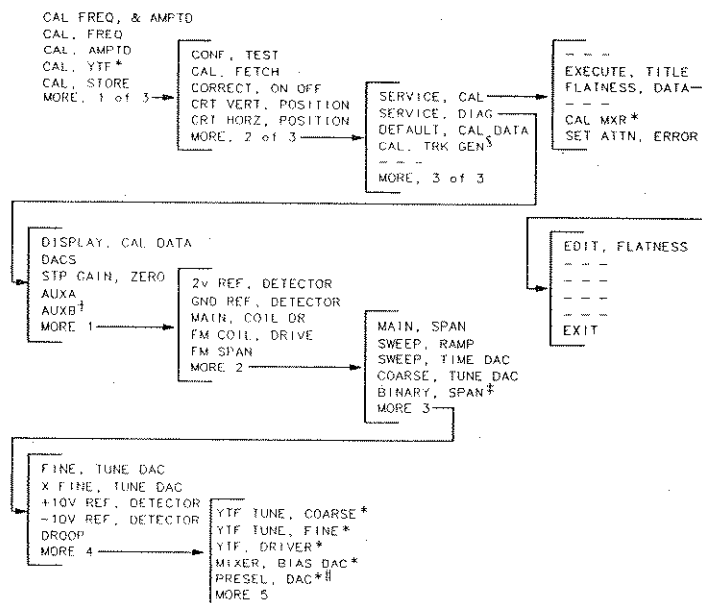 CAL FREQ, & AMPTD
CAL, FREQ
CAL, AMPTD
CAL, YTF*
CAL, STORE
MORE, 1 of 3
CONF, TEST
CAL, FETCH
CORRECT, ON OFF
CRT VERT, POSITION
CRT HORZ, POSITION
MORE, 2 of 3
SERVICE, CAL
SERVICE, DIAG
DEFAULT, CAL DATA
CAL, TRK GEN§
- - -
MORE, 3 of 3
- - -
EXECUTE, TITLE
FLATNESS, DATA
- - -
CAL MXR*
SET ATTN, ERROR
DISPLAY, CAL DATA
DACS
STP GAIN, ZERO
AUXA
AUXB‡
MORE 1
2v REF, DETECTOR
GND REF, DETECTOR
MAIN, COIL DR
FM COIL, DRIVE
FM SPAN
MORE 2
MAIN, SPAN
SWEEP, RAMP
SWEEP, TIME DAC
COARSE, TUNE DAC
BINARY, SPAN‡
MORE 3
EDIT, FLATNESS
- - -
- - -
- - -
- - -
EXIT
FINE, TUNE DAC
X FINE, TUNE DAC
+10V REF, DETECTOR
-10V REF, DETECTOR
DROOP
MORE 4
YTF TUNE, COARSE*
YTF TUNE, FINE*
YTF, DRIVER*
MIXER, BIAS DAC*
PRESEL, DAC*‖
MORE 5